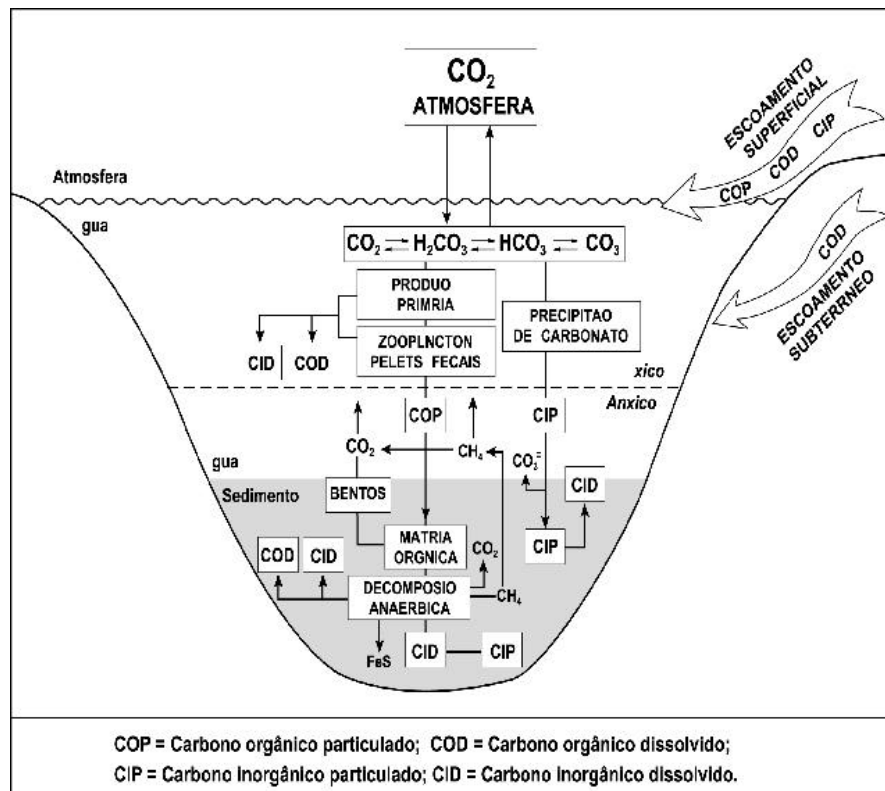 CO₂
ATMOSFERA
ESCOAMENTO
SUPERFICIAL
COP COD CIP
Atmosfera
gua
CO₂ ⇌ H₂CO₃ ⇌ HCO₃ ⇌ CO₃
COD
ESCOAMENTO
SUBTERRNEO
PRODUO
PRIMRIA
PRECIPITAO
DE CARBONATO
ZOOPLNCTON
PELETS FECAIS
CID COD
xico
Anxico
COP
CIP
CO₂
CH₄
CO₃⁼
gua
Sedimento
BENTOS
CID
MATRIA
ORGNICA
CO₂
CIP
COD CID
DECOMPOSIO
ANAERBICA
CH₄
FeS
CID
CIP
COP = Carbono orgânico particulado; COD = Carbono orgânico dissolvido;
CIP = Carbono inorgânico particulado; CID = Carbono inorgânico dissolvido.